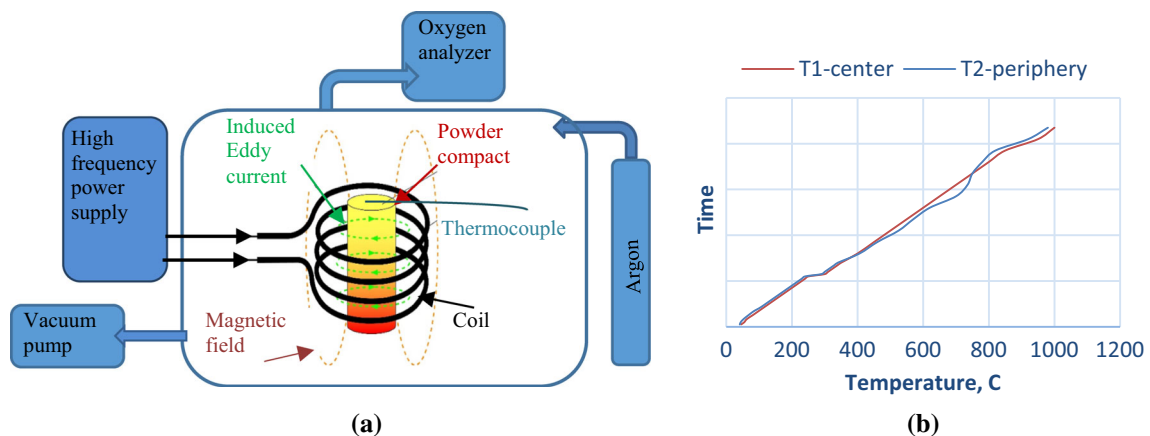 Oxygen
analyzer
High
frequency
power
supply
Induced
Eddy
current
Powder
compact
Thermocouple
Argon
Coil
Magnetic
field
Vacuum
pump
(a)
T1-center T2-periphery
Time
0 200 400 600 800 1000 1200
Temperature, C
(b)